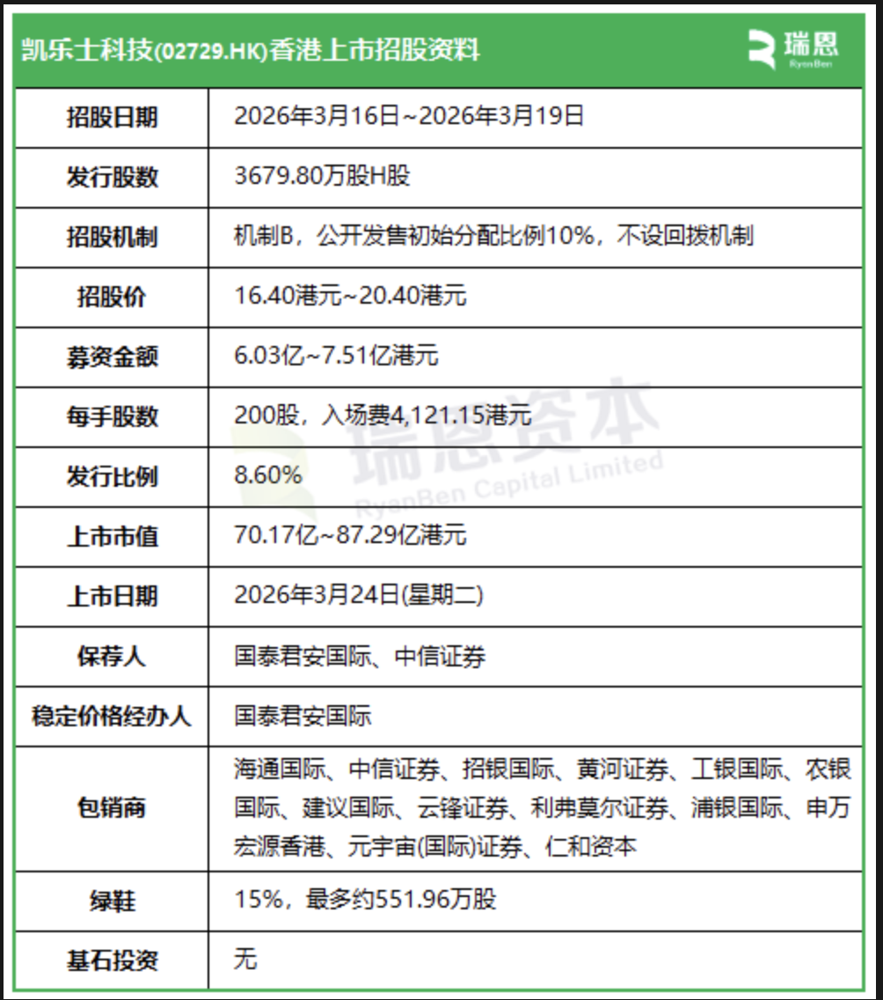 凯乐士科技(02729.HK)香港上市招股资料
瑞恩
RyanBen
招股日期
2026年3月16日~2026年3月19日
发行股数
3679.80万股H股
招股机制
机制B，公开发售初始分配比例10%，不设回拨机制
招股价
16.40港元~20.40港元
募资金额
6.03亿~7.51亿港元
每手股数
200股，入场费4,121.15港元
发行比例
8.60%
瑞恩资本
RyanBen Capital Limited
上市市值
70.17亿~87.29亿港元
上市日期
2026年3月24日(星期二)
保荐人
国泰君安国际、中信证券
稳定价格经办人
国泰君安国际
包销商
海通国际、中信证券、招银国际、黄河证券、工银国际、农银
国际、建议国际、云锋证券、利弗莫尔证券、浦银国际、申万
宏源香港、元宇宙(国际)证券、仁和资本
绿鞋
15%，最多约551.96万股
基石投资
无